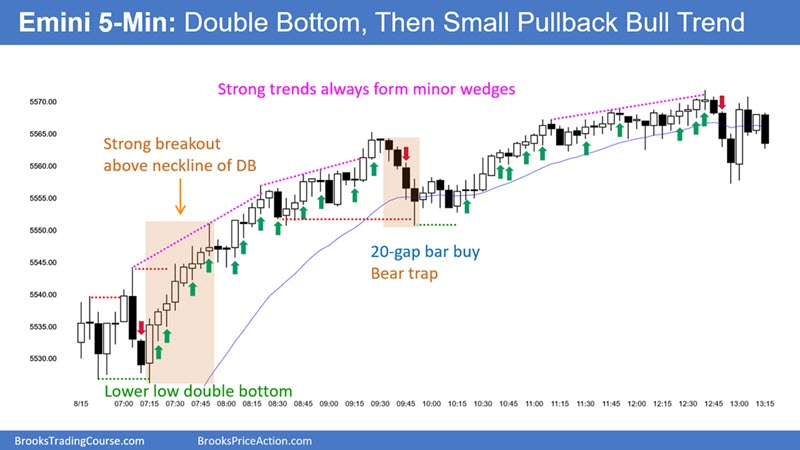 Emini 5-Min: Double Bottom, Then Small Pullback Bull Trend
Strong trends always form minor wedges
Strong breakout
above neckline of DB
20-gap bar buy
Bear trap
Lower low double bottom
5570.00
5565.00
5560.00
5555.00
5550.00
5545.00
5540.00
5535.00
5530.00
8/15 07:00 07:15 07:30 07:45 08:00 08:14 08:30 08:45 09:00 09:15 09:30 09:45 10:00 10:15 10:30 10:45 11:00 11:15 11:30 11:45 12:00 12:15 12:30 12:45 13:00 13:15
BrooksTradingCourse.com BrooksPriceAction.com